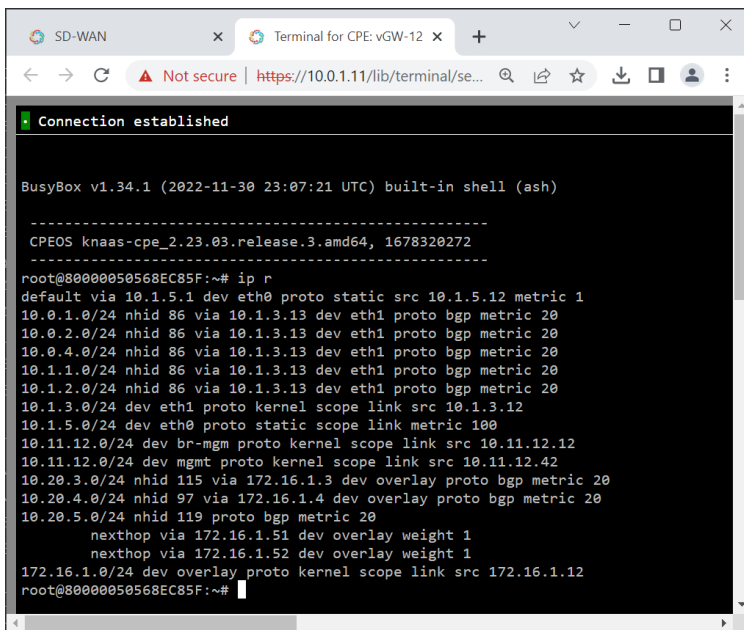 SD-WAN
Terminal for CPE: vGW-12
Not secure
https://10.0.1.11/lib/terminal/se...
Connection established
BusyBox v1.34.1 (2022-11-30 23:07:21 UTC) built-in shell (ash)
-----------------------------------------------------
CPEOS knaas-cpe_2.23.03.release.3.amd64, 1678320272
-----------------------------------------------------
root@80000050568EC85F:~# ip r
default via 10.1.5.1 dev eth0 proto static src 10.1.5.12 metric 1
10.0.1.0/24 nhid 86 via 10.1.3.13 dev eth1 proto bgp metric 20
10.0.2.0/24 nhid 86 via 10.1.3.13 dev eth1 proto bgp metric 20
10.0.4.0/24 nhid 86 via 10.1.3.13 dev eth1 proto bgp metric 20
10.1.1.0/24 nhid 86 via 10.1.3.13 dev eth1 proto bgp metric 20
10.1.2.0/24 nhid 86 via 10.1.3.13 dev eth1 proto bgp metric 20
10.1.3.0/24 dev eth1 proto kernel scope link src 10.1.3.12
10.1.5.0/24 dev eth0 proto static scope link metric 100
10.11.12.0/24 dev br-mgm proto kernel scope link src 10.11.12.12
10.11.12.0/24 dev mgmt proto kernel scope link src 10.11.12.42
10.20.3.0/24 nhid 115 via 172.16.1.3 dev overlay proto bgp metric 20
10.20.4.0/24 nhid 97 via 172.16.1.4 dev overlay proto bgp metric 20
10.20.5.0/24 nhid 119 proto bgp metric 20
nexthop via 172.16.1.51 dev overlay weight 1
nexthop via 172.16.1.52 dev overlay weight 1
172.16.1.0/24 dev overlay proto kernel scope link src 172.16.1.12
root@80000050568EC85F:~#